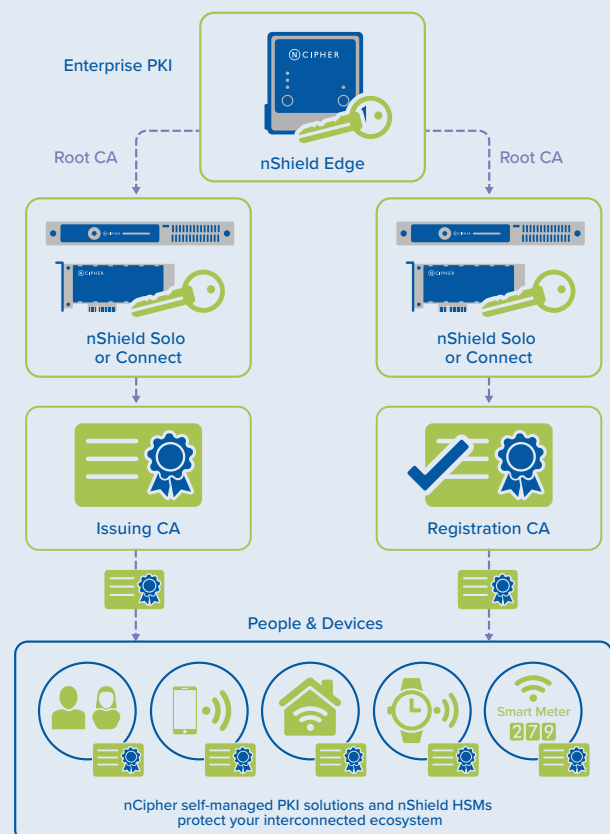 Enterprise PKI
NCIPHER
nShield Edge
Root CA
Root CA
NCIPHER
NCIPHER
nShield Solo
or Connect
NCIPHER
NCIPHER
nShield Solo
or Connect
Issuing CA
Registration CA
People & Devices
Smart Meter
279
nCipher self-managed PKI solutions and nShield HSMs
protect your interconnected ecosystem